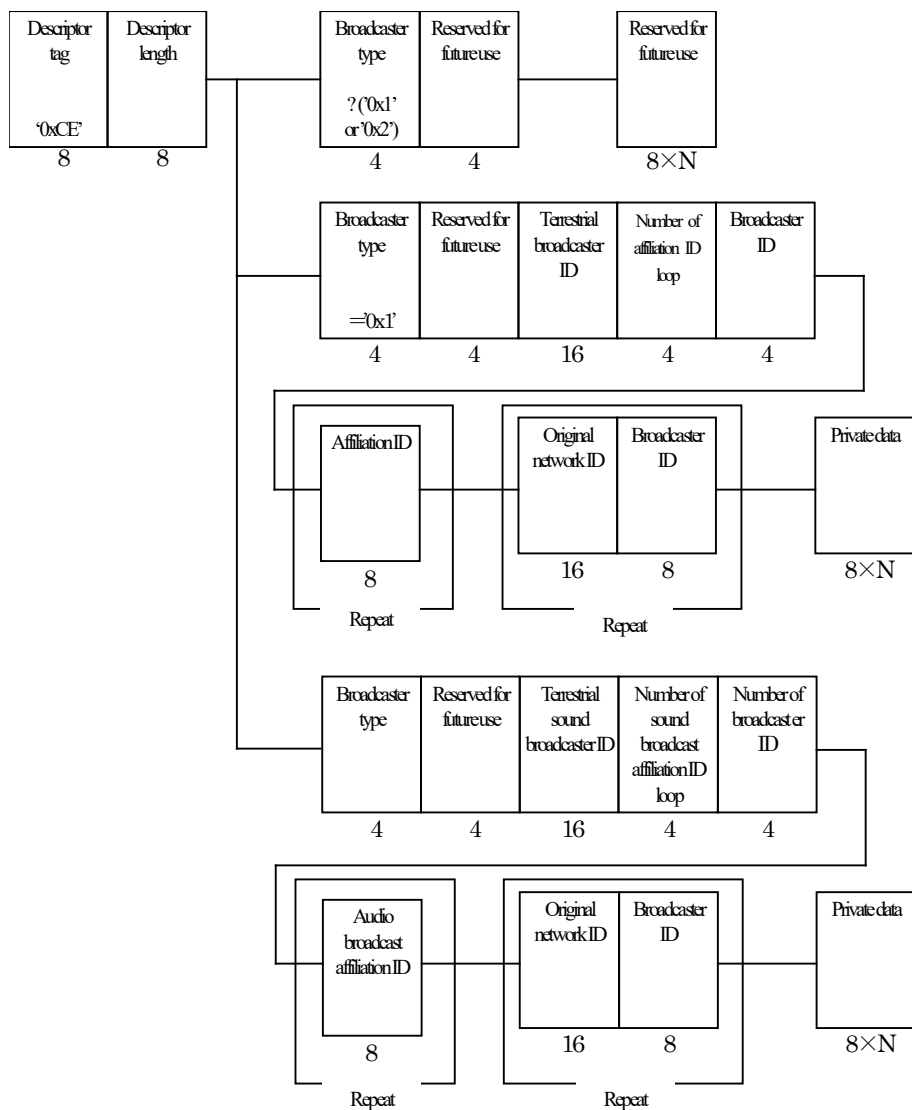 Descriptor
tag
‘0xCE’
8
Descriptor
length
8
Broadcaster
type
? (‘0x1’
or ‘0x2’)
4
Reserved for
future use
4
Reserved for
future use
8×N
Broadcaster
type
=’0x1’
4
Reserved for
future use
4
Terrestrial
broadcaster
ID
16
Number of
affiliation ID
loop
4
Broadcaster
ID
4
Affiliation ID
8
Repeat
Original
network ID
16
Broadcaster
ID
8
Repeat
Private data
8×N
Broadcaster
type
4
Reserved for
future use
4
Terrestrial
sound
broadcaster ID
16
Number of
sound
broadcast
affiliation ID
loop
4
Number of
broadcaster
ID
4
Audio
broadcast
affiliation ID
8
Repeat
Original
network ID
16
Broadcaster
ID
8
Repeat
Private data
8×N